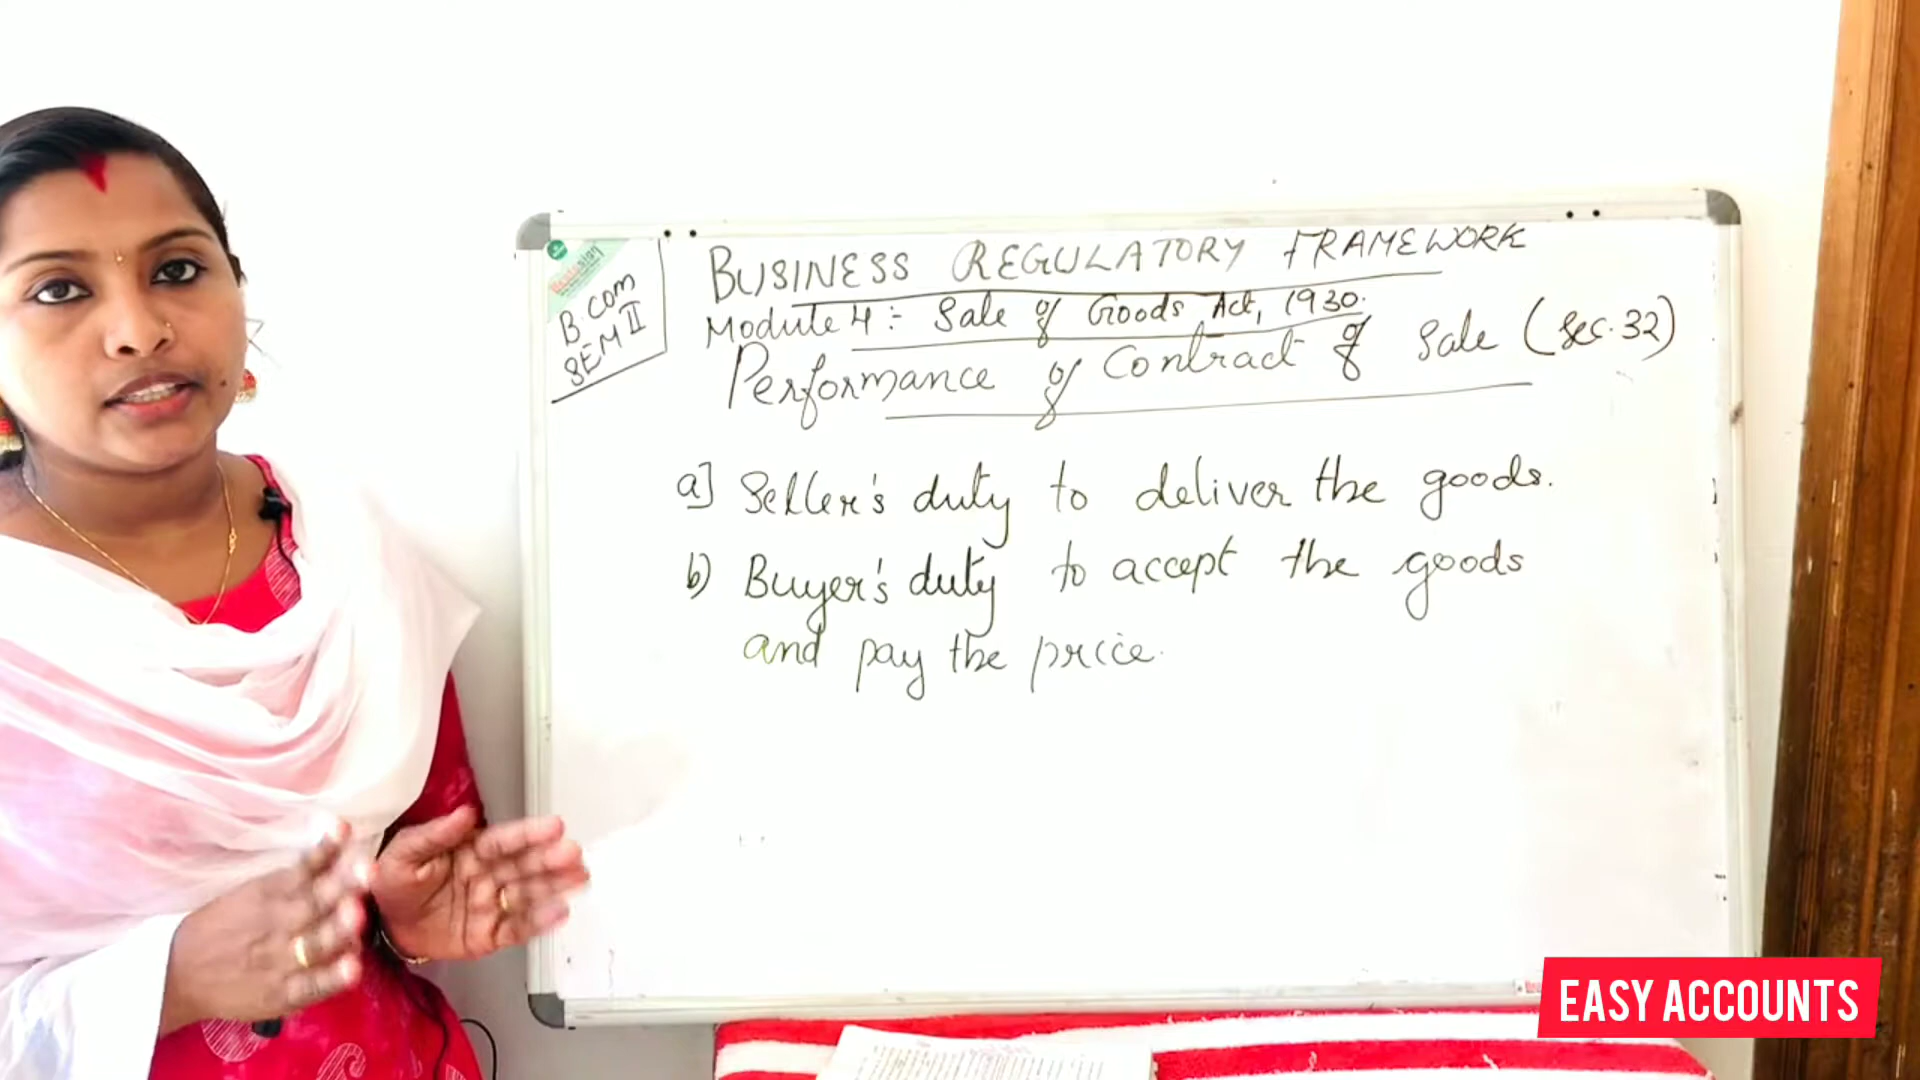 B.com
SEM II
BUSINESS REGULATORY FRAMEWORK
Module 4 :- Sale of Goods Act, 1930.
Performance of Contract of Sale (Sec. 32)
a] Seller's duty to deliver the goods.
b) Buyer's duty to accept the goods
and pay the price.
EASY ACCOUNTS